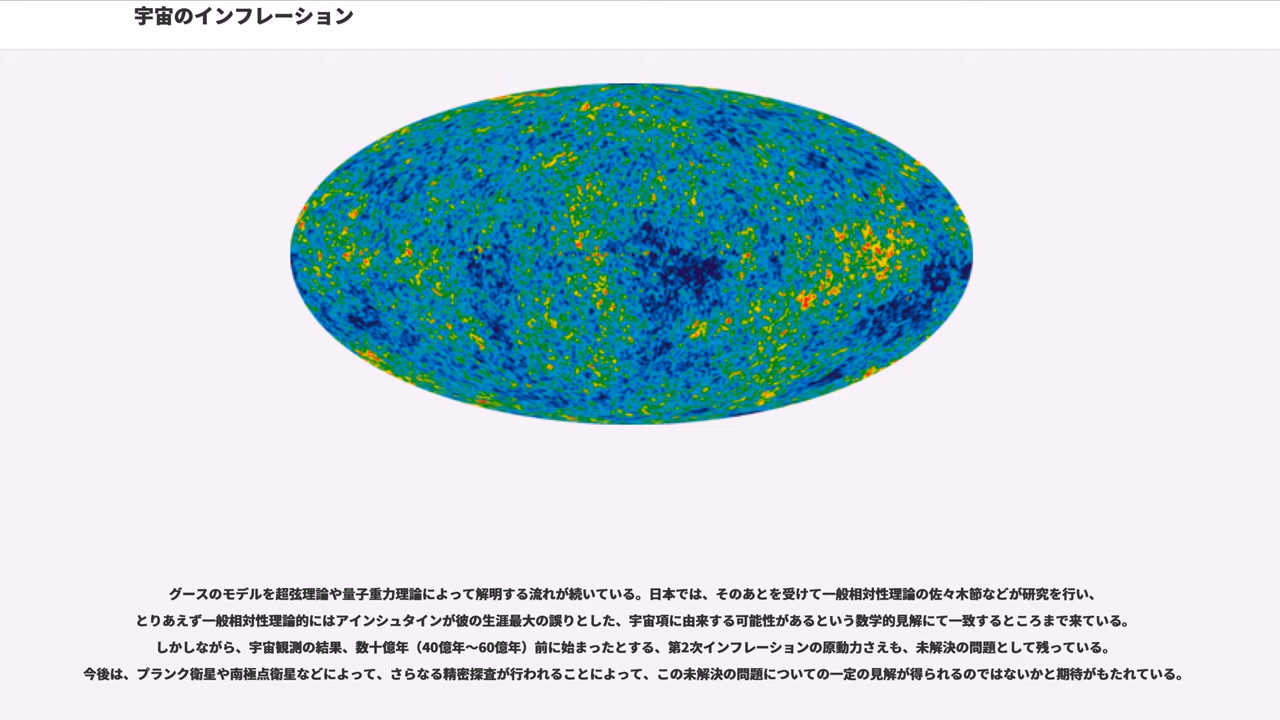 宇宙のインフレーション
グースのモデルを超弦理論や量子重力理論によって解明する流れが続いている。日本では、そのあとを受けて一般相対性理論の佐々木節などが研究を行い、
とりあえず一般相対性理論的にはアインシュタインが彼の生涯最大の誤りとした、宇宙項に由来する可能性があるという数学的見解にて一致するところまで来ている。
しかしながら、宇宙観測の結果、数十億年（40億年〜60億年）前に始まったとする、第2次インフレーションの原動力さえも、未解決の問題として残っている。
今後は、プランク衛星や南極点衛星などによって、さらなる精密探査が行われることによって、この未解決の問題についての一定の見解が得られるのではないかと期待がもたれている。